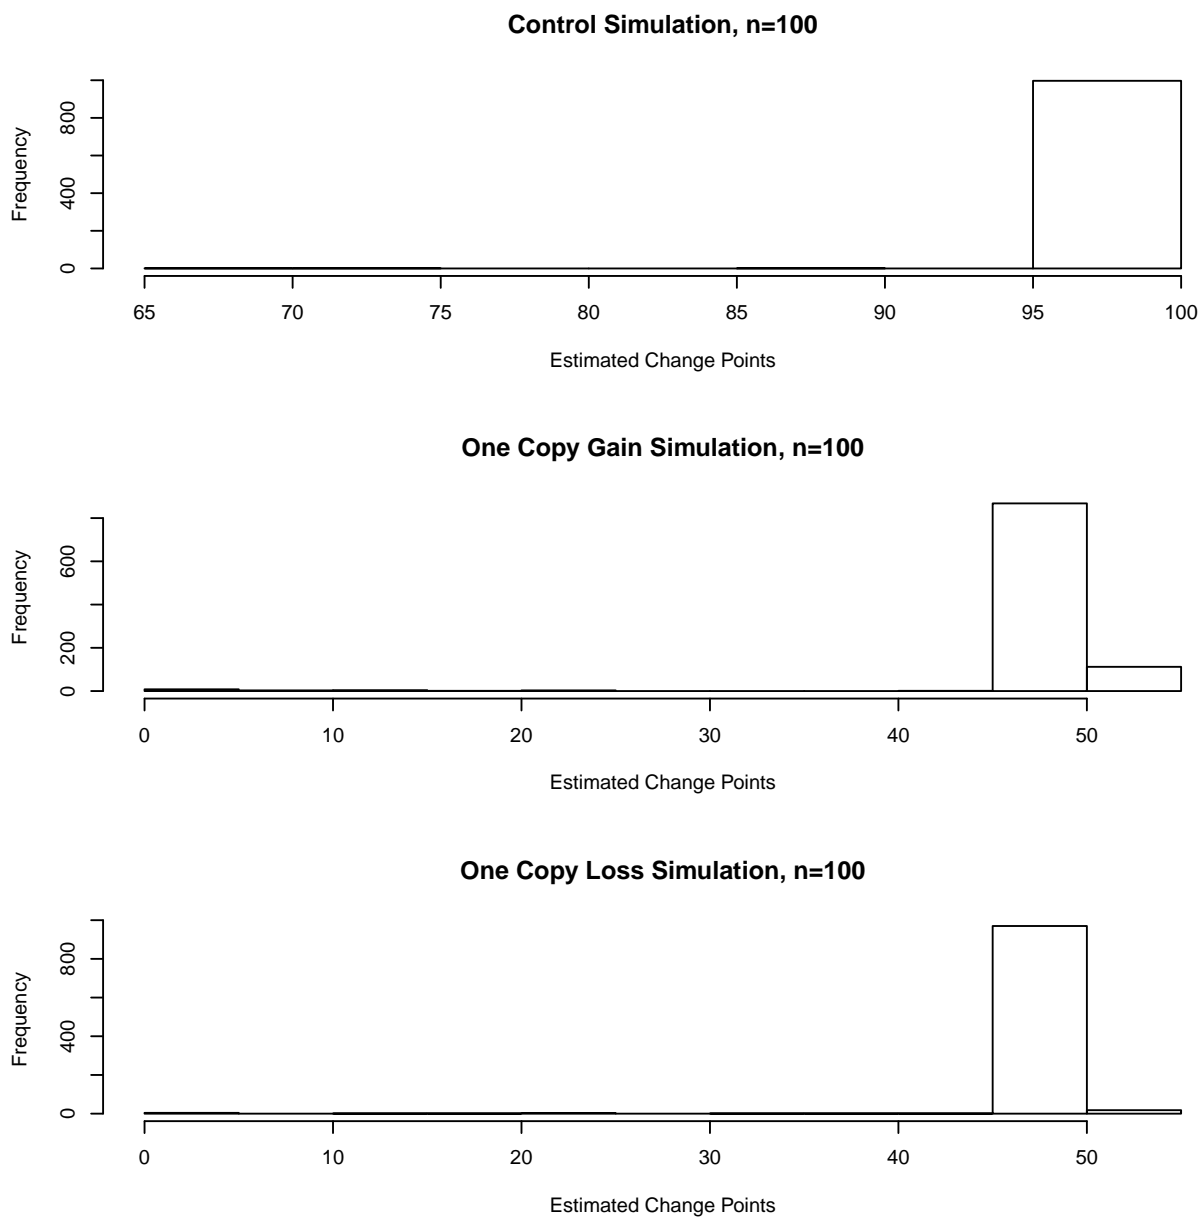 Control Simulation, n=100
Frequency
0 400 800
65 70 75 80 85 90 95 100
Estimated Change Points
One Copy Gain Simulation, n=100
Frequency
0 200 600
0 10 20 30 40 50
Estimated Change Points
One Copy Loss Simulation, n=100
Frequency
0 400 800
0 10 20 30 40 50
Estimated Change Points